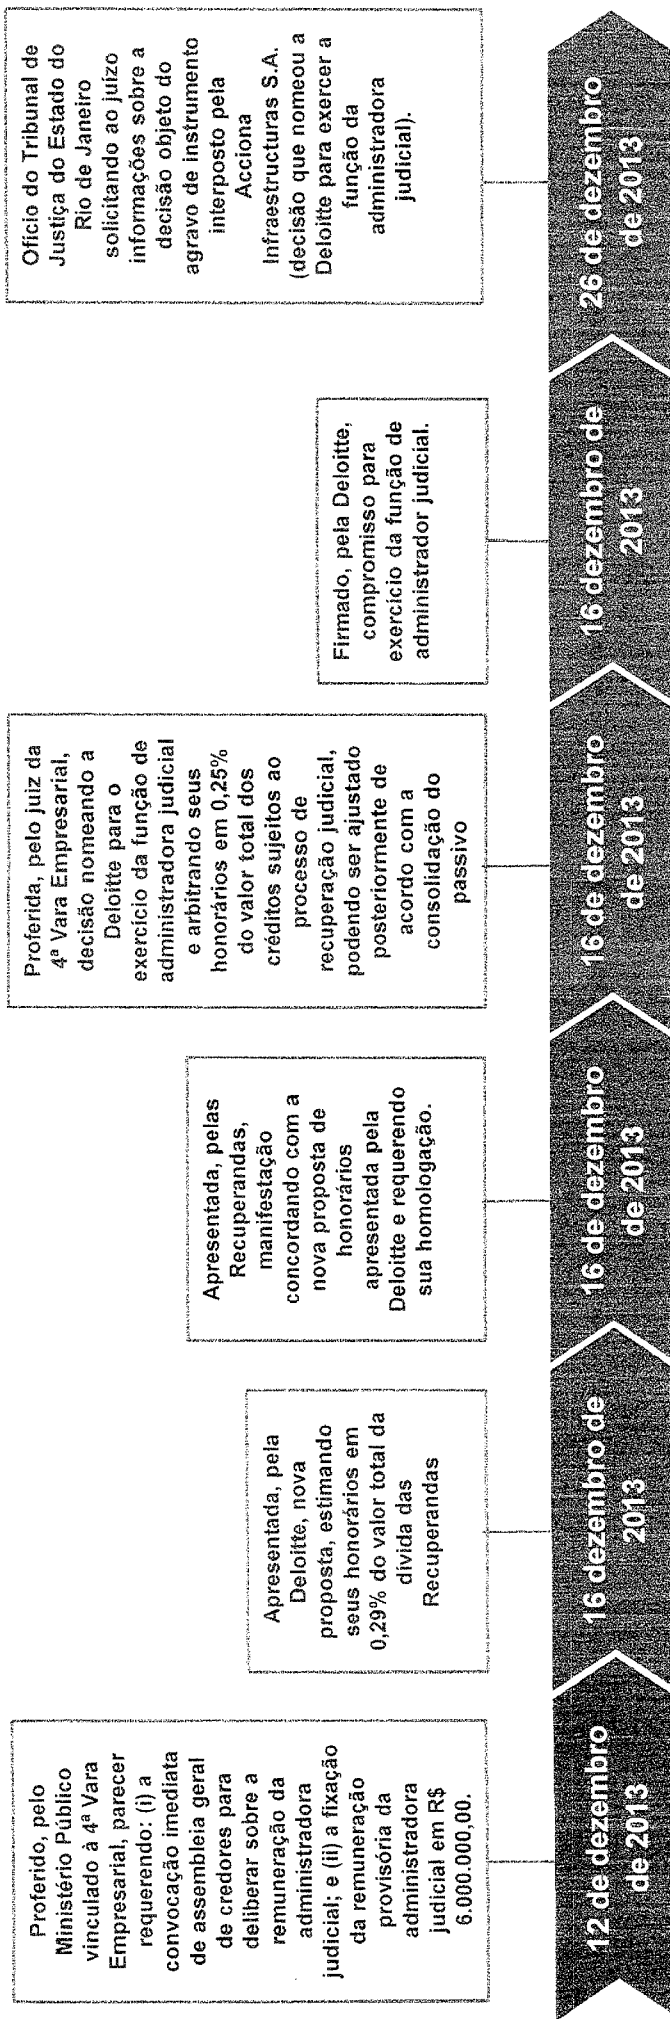 Proferido, pelo
Ministério Público
vinculado à 4ª Vara
Empresarial, parecer
requerendo: (i) a
convocação imediata
de assembleia geral
de credores para
deliberar sobre a
remuneração da
administradora
judicial; e (ii) a fixação
da remuneração
provisória da
administradora
judicial em R$
6.000.000,00.
12 de dezembro
de 2013
Apresentada, pela
Deloitte, nova
proposta, estimando
seus honorários em
0,29% do valor total da
dívida das
Recuperandas
16 dezembro de
2013
Apresentada, pelas
Recuperandas,
manifestação
concordando com a
nova proposta de
honorários
apresentada pela
Deloitte e requerendo
sua homologação.
16 de dezembro
de 2013
Proferida, pelo juiz da
4ª Vara Empresarial,
decisão nomeando a
Deloitte para o
exercício da função de
administradora judicial
e arbitrando seus
honorários em 0,25%
do valor total dos
créditos sujeitos ao
processo de
recuperação judicial,
podendo ser ajustado
posteriormente de
acordo com a
consolidação do
passivo
16 de dezembro
de 2013
Firmado, pela Deloitte,
compromisso para
exercício da função de
administrador judicial.
16 dezembro de
2013
Ofício do Tribunal de
Justiça do Estado do
Rio de Janeiro
solicitando ao juízo
informações sobre a
decisão objeto do
agravo de instrumento
interposto pela
Acciona
Infraestructuras S.A.
(decisão que nomeou a
Deloitte para exercer a
função da
administradora
judicial).
26 de dezembro
de 2013